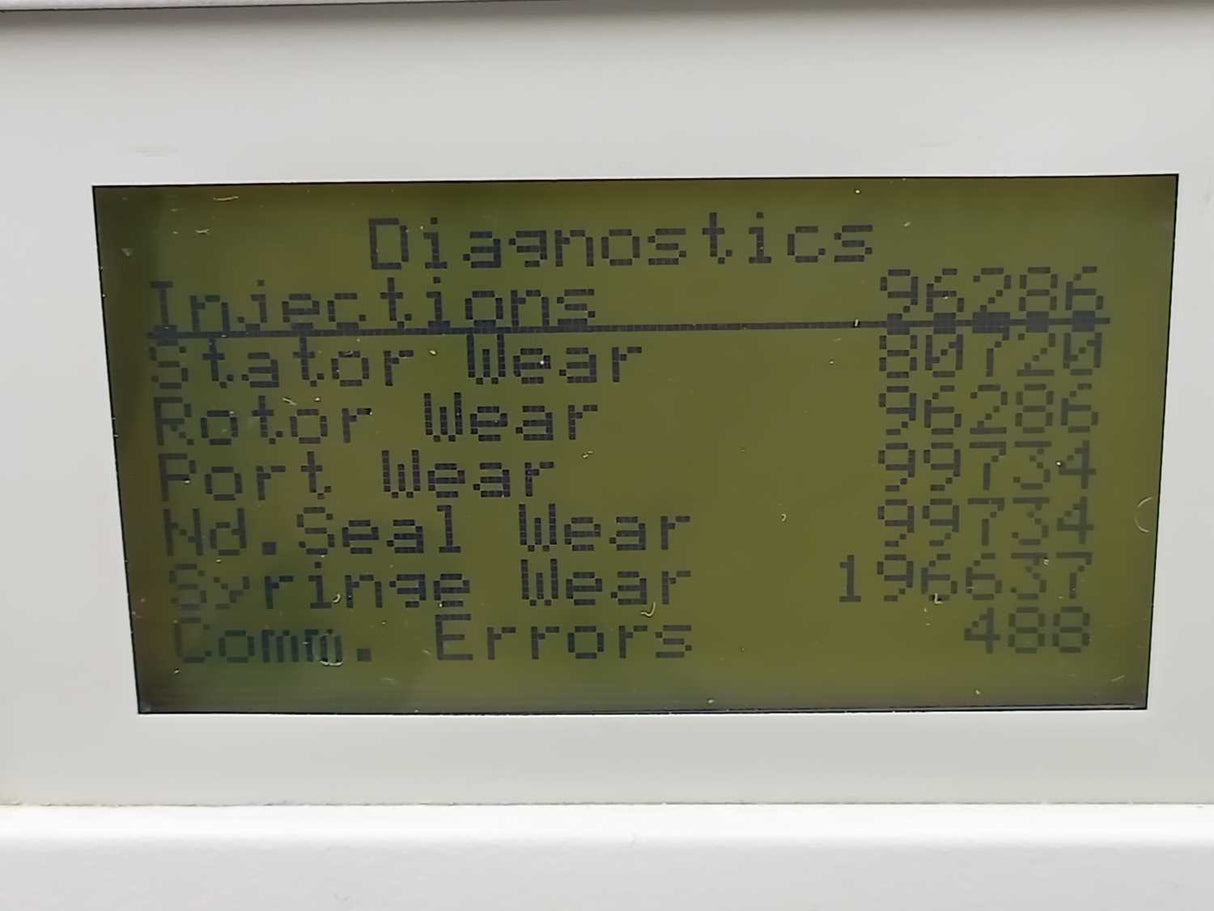 Diagnostics
Injections 96286
Stator Wear 80720
Rotor Wear 96286
Port Wear 99734
Nd.Seal Wear 99734
Syringe Wear 196637
Comm. Errors 488